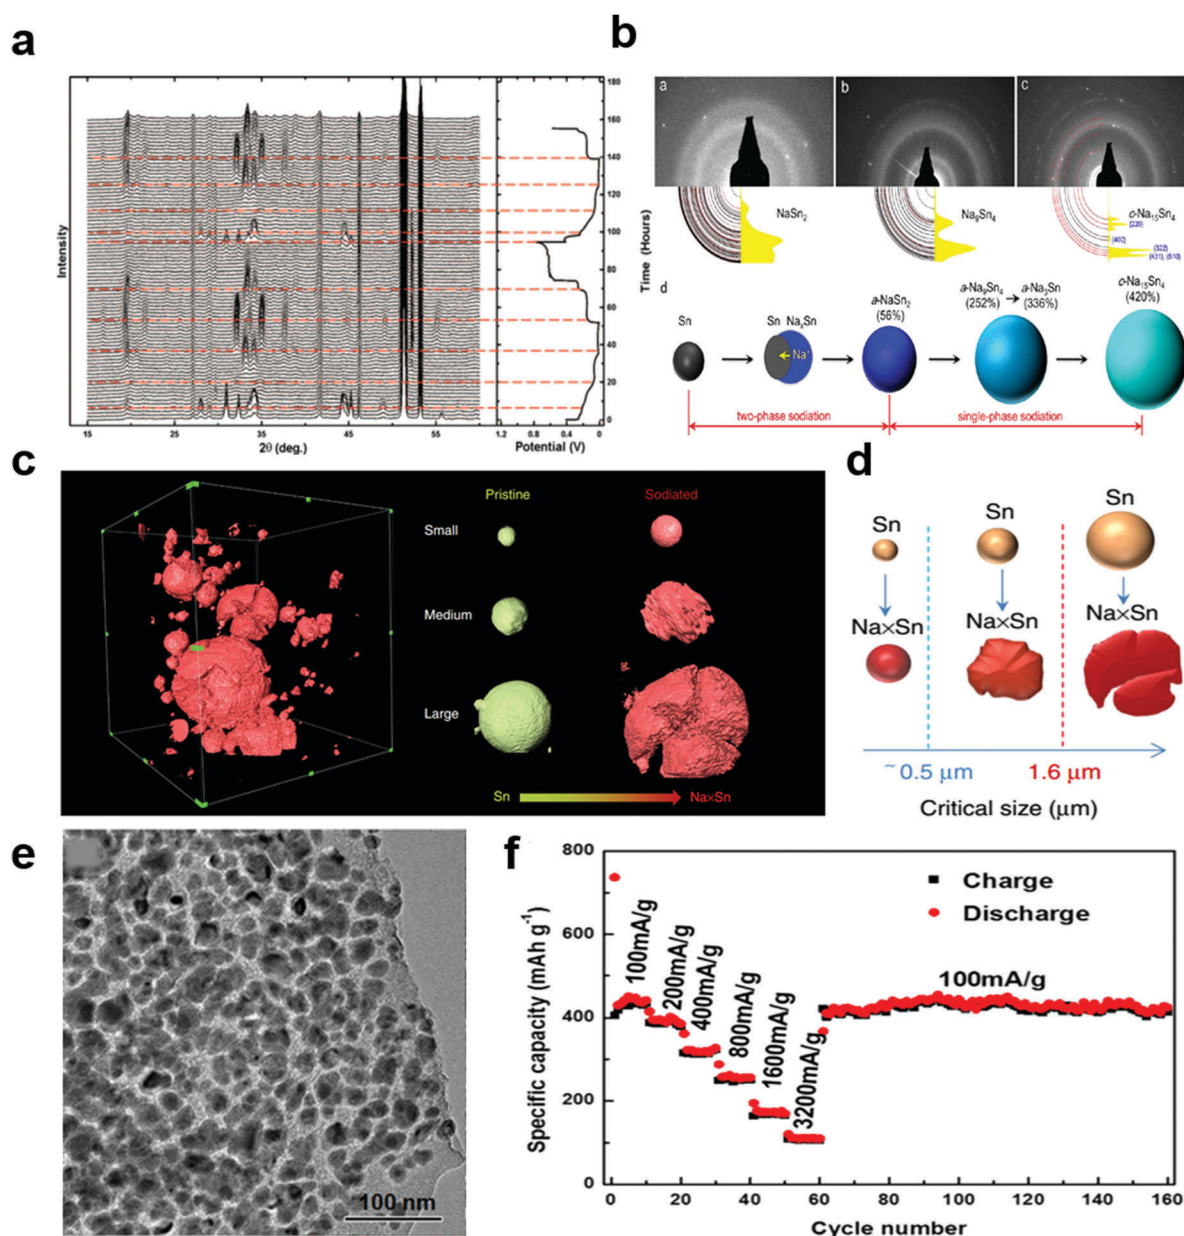 a
Intensity
15
25
35
45
55
2θ (deg.)
1.2
0.8
0.4
0
Potential (V)
180
160
140
120
100
80
60
40
20
0
Time (Hours)
b
a
b
c
NaSn₂
Na₉Sn₄
c-Na₁₅Sn₄
(220)
(400)
(322)
(431), (510)
d
Sn
Sn NaₓSn
Na⁺
a-NaSn₂
(56%)
a-Na₉Sn₄ → a-Na₃Sn
(252%) (336%)
c-Na₁₅Sn₄
(420%)
two-phase sodiation
single-phase sodiation
c
Pristine
Sodiated
Small
Medium
Large
Sn
Na×Sn
d
Sn
Sn
Sn
Na×Sn
Na×Sn
Na×Sn
~0.5 μm
1.6 μm
Critical size (μm)
e
100 nm
f
Specific capacity (mAh g⁻¹)
800
600
400
200
0
Charge
Discharge
100mA/g
200mA/g
400mA/g
800mA/g
1600mA/g
3200mA/g
100mA/g
0 20 40 60 80 100 120 140 160
Cycle number